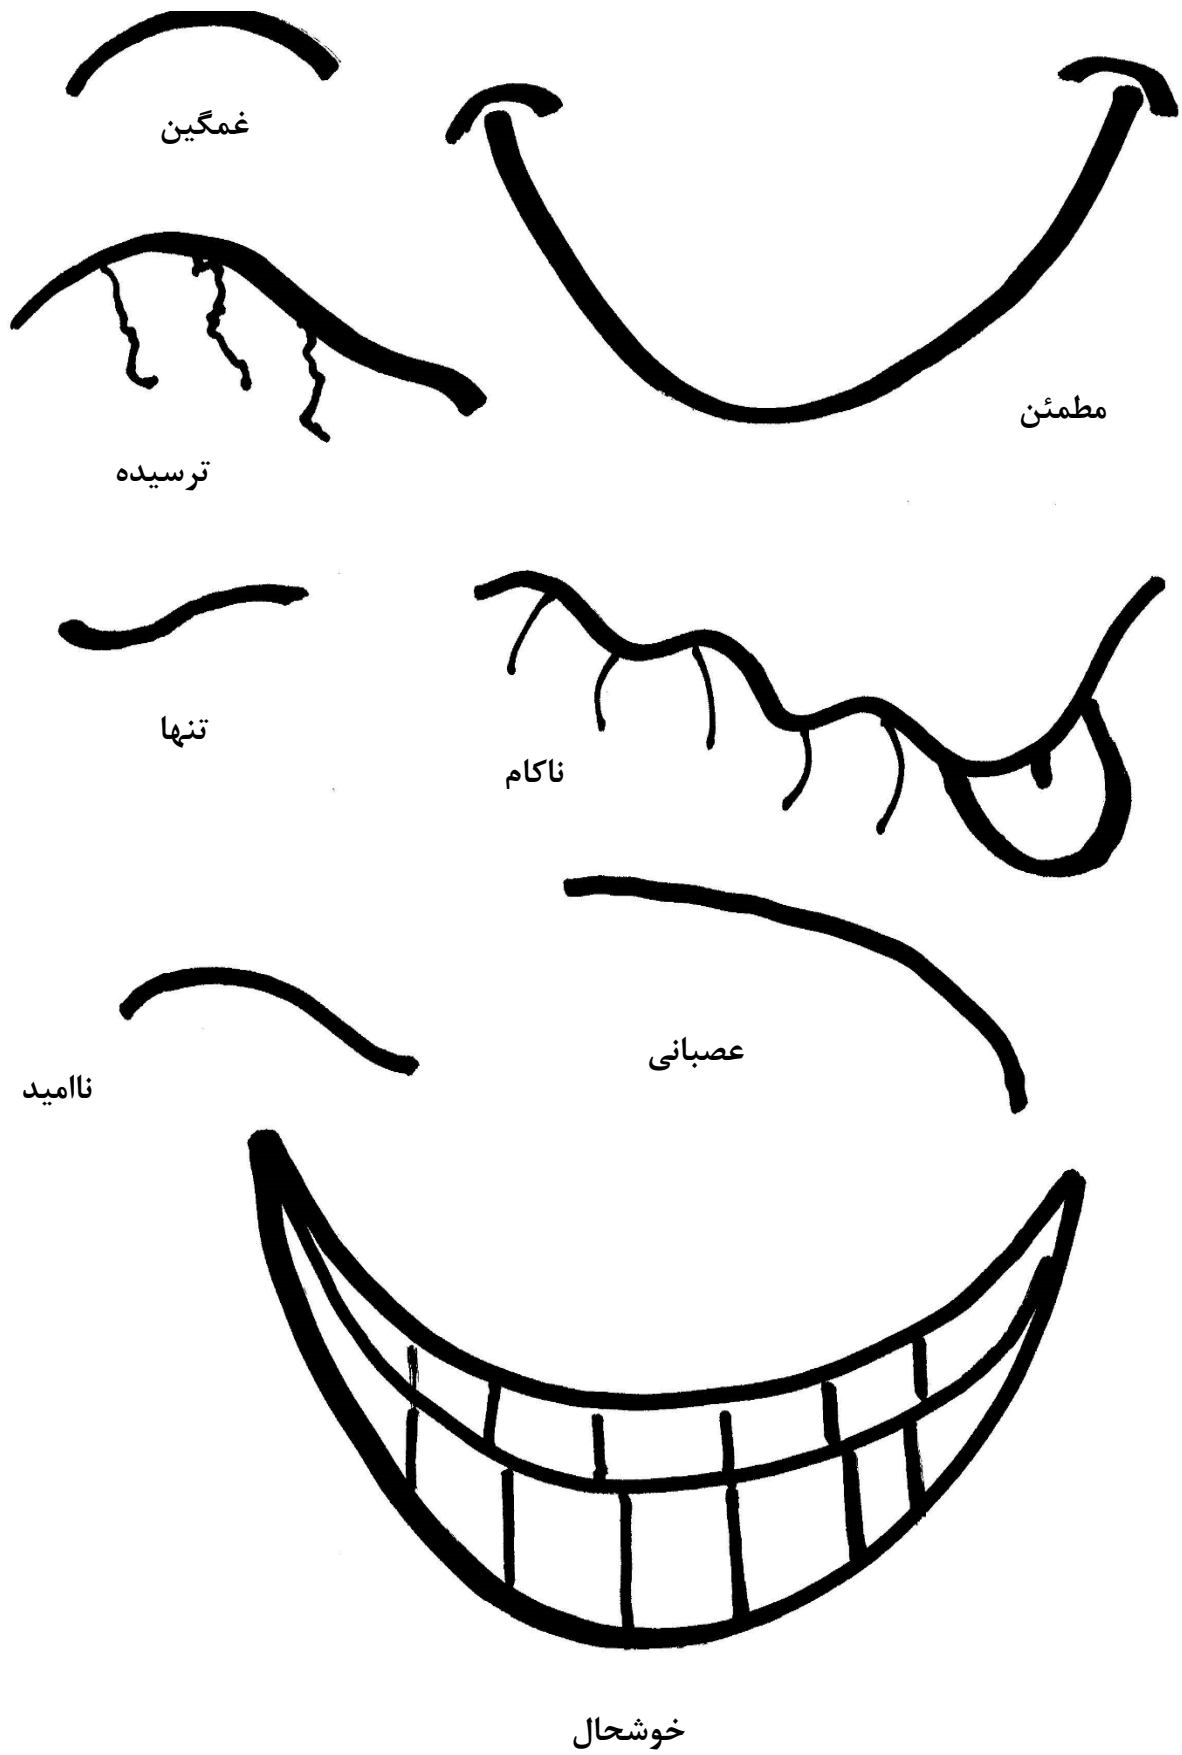 غمگین
مطمئن
ترسیده
تنها
ناکام
عصبانی
ناامید
خوشحال